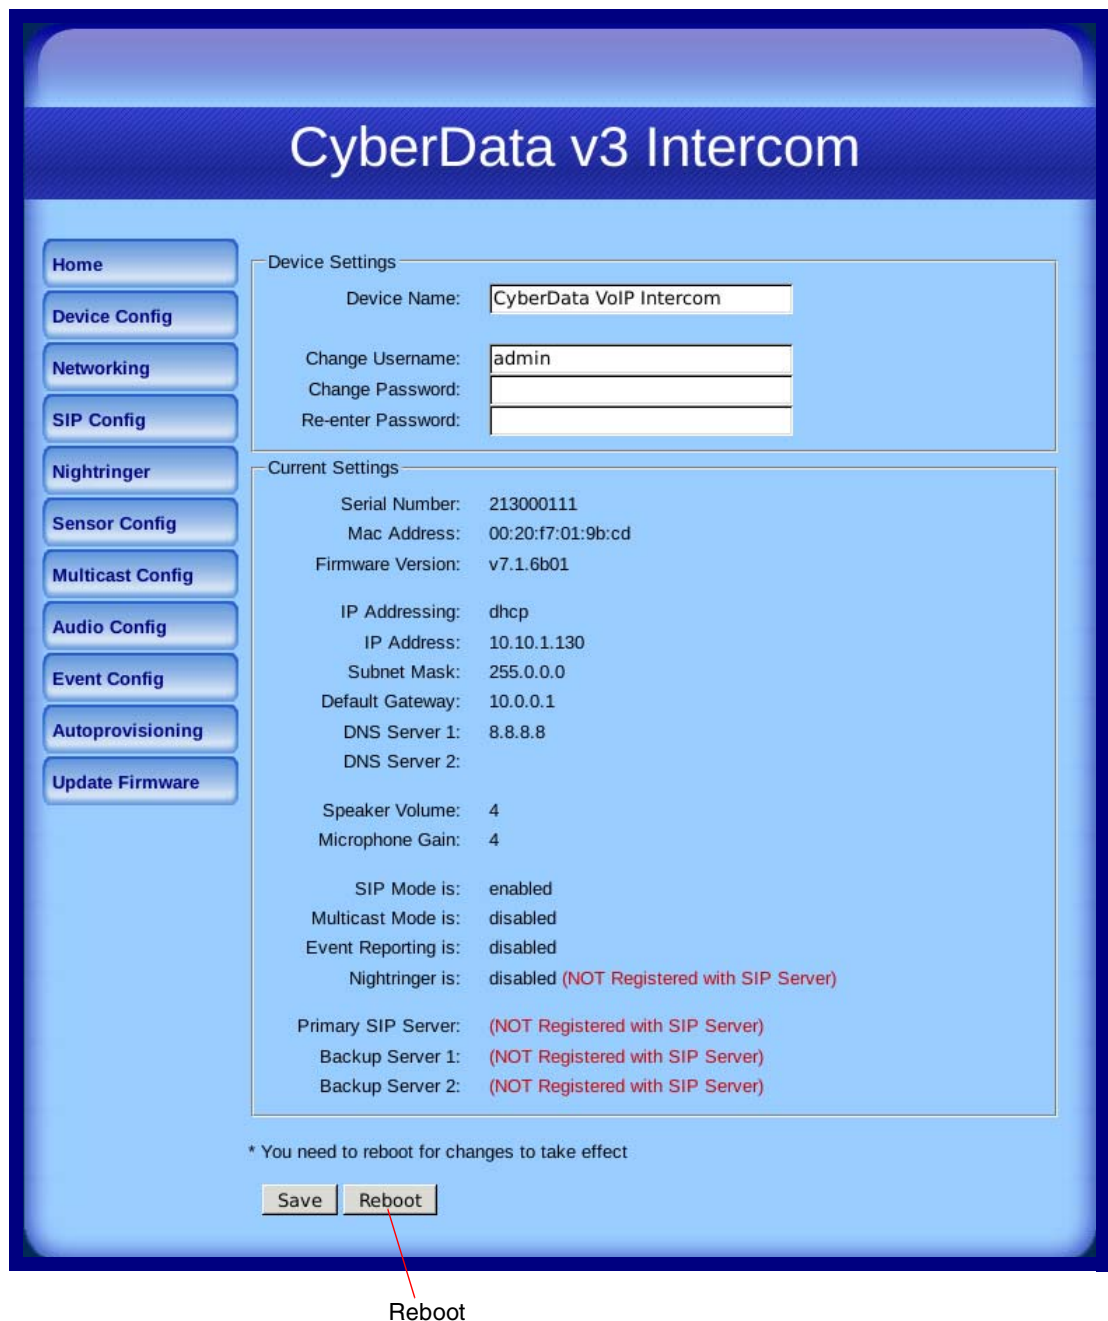 CyberData v3 Intercom
Home
Device Config
Networking
SIP Config
Nightringer
Sensor Config
Multicast Config
Audio Config
Event Config
Autoprovisioning
Update Firmware
Device Settings
Device Name: CyberData VoIP Intercom
Change Username: admin
Change Password:
Re-enter Password:
Current Settings
Serial Number: 213000111
Mac Address: 00:20:f7:01:9b:cd
Firmware Version: v7.1.6b01
IP Addressing: dhcp
IP Address: 10.10.1.130
Subnet Mask: 255.0.0.0
Default Gateway: 10.0.0.1
DNS Server 1: 8.8.8.8
DNS Server 2:
Speaker Volume: 4
Microphone Gain: 4
SIP Mode is: enabled
Multicast Mode is: disabled
Event Reporting is: disabled
Nightringer is: disabled (NOT Registered with SIP Server)
Primary SIP Server: (NOT Registered with SIP Server)
Backup Server 1: (NOT Registered with SIP Server)
Backup Server 2: (NOT Registered with SIP Server)
* You need to reboot for changes to take effect
Save Reboot
Reboot